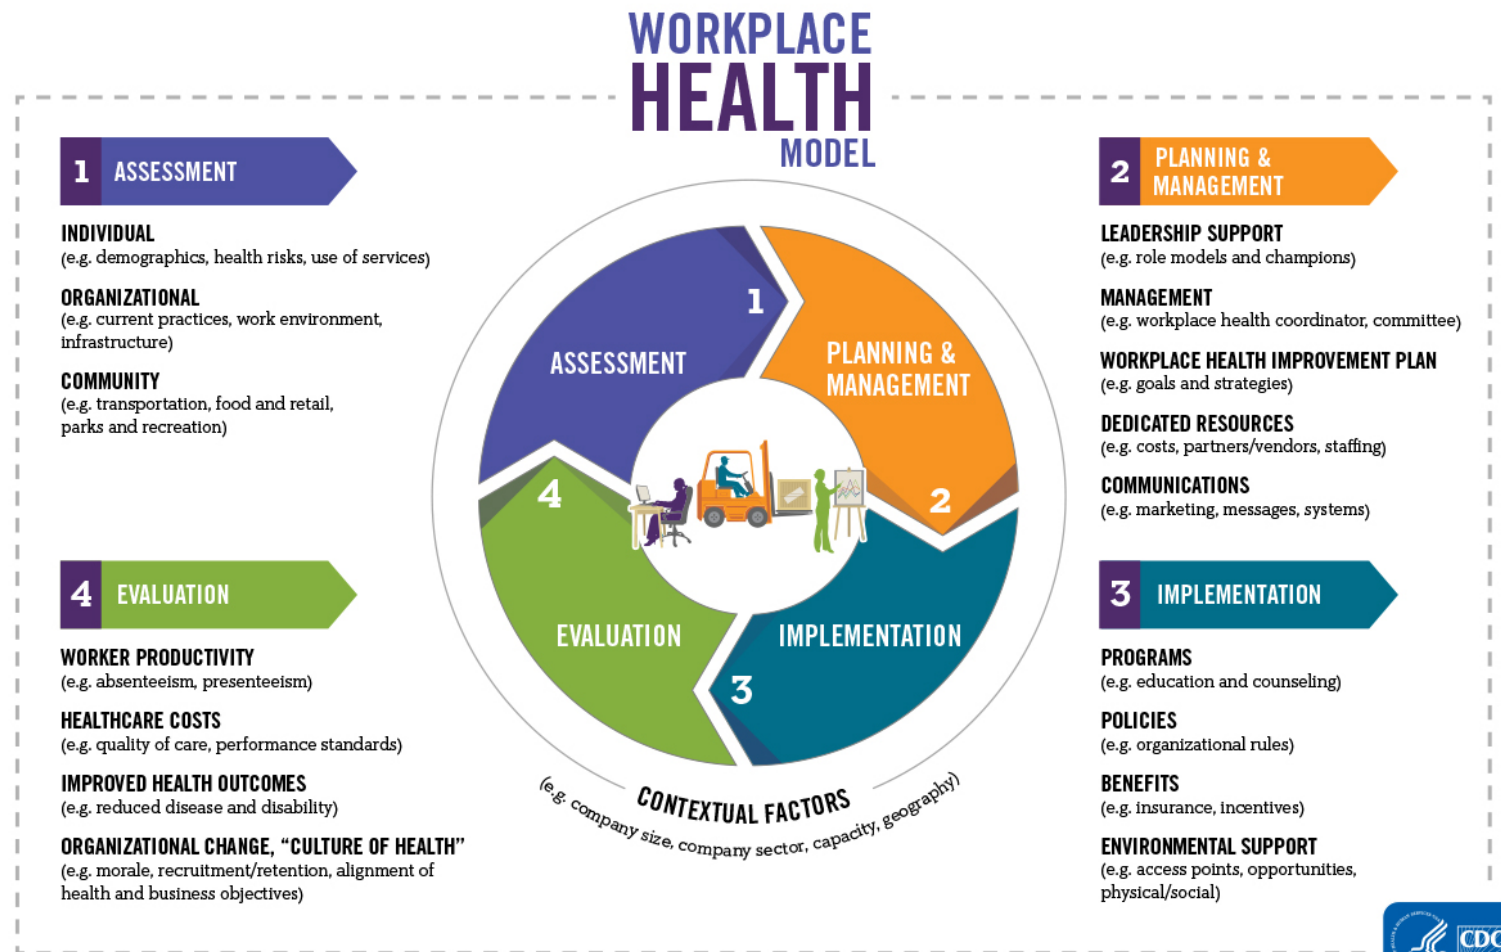 WORKPLACE
HEALTH
MODEL
1 ASSESSMENT
INDIVIDUAL
(e.g. demographics, health risks, use of services)
ORGANIZATIONAL
(e.g. current practices, work environment,
infrastructure)
COMMUNITY
(e.g. transportation, food and retail,
parks and recreation)
2 PLANNING &
MANAGEMENT
LEADERSHIP SUPPORT
(e.g. role models and champions)
MANAGEMENT
(e.g. workplace health coordinator, committee)
WORKPLACE HEALTH IMPROVEMENT PLAN
(e.g. goals and strategies)
DEDICATED RESOURCES
(e.g. costs, partners/vendors, staffing)
COMMUNICATIONS
(e.g. marketing, messages, systems)
1
ASSESSMENT
PLANNING &
MANAGEMENT
2
IMPLEMENTATION
3
EVALUATION
4
CONTEXTUAL FACTORS
(e.g. company size, company sector, capacity, geography)
3 IMPLEMENTATION
PROGRAMS
(e.g. education and counseling)
POLICIES
(e.g. organizational rules)
BENEFITS
(e.g. insurance, incentives)
ENVIRONMENTAL SUPPORT
(e.g. access points, opportunities,
physical/social)
4 EVALUATION
WORKER PRODUCTIVITY
(e.g. absenteeism, presenteeism)
HEALTHCARE COSTS
(e.g. quality of care, performance standards)
IMPROVED HEALTH OUTCOMES
(e.g. reduced disease and disability)
ORGANIZATIONAL CHANGE, “CULTURE OF HEALTH”
(e.g. morale, recruitment/retention, alignment of
health and business objectives)
CDC